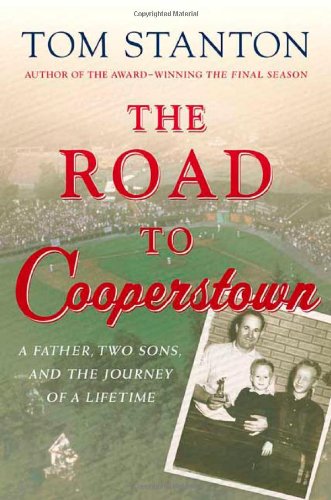 TOM STANTON
AUTHOR OF THE AWARD–WINNING THE FINAL SEASON
THE
ROAD
TO
Cooperstown
A FATHER, TWO SONS,
AND THE JOURNEY
OF A LIFETIME